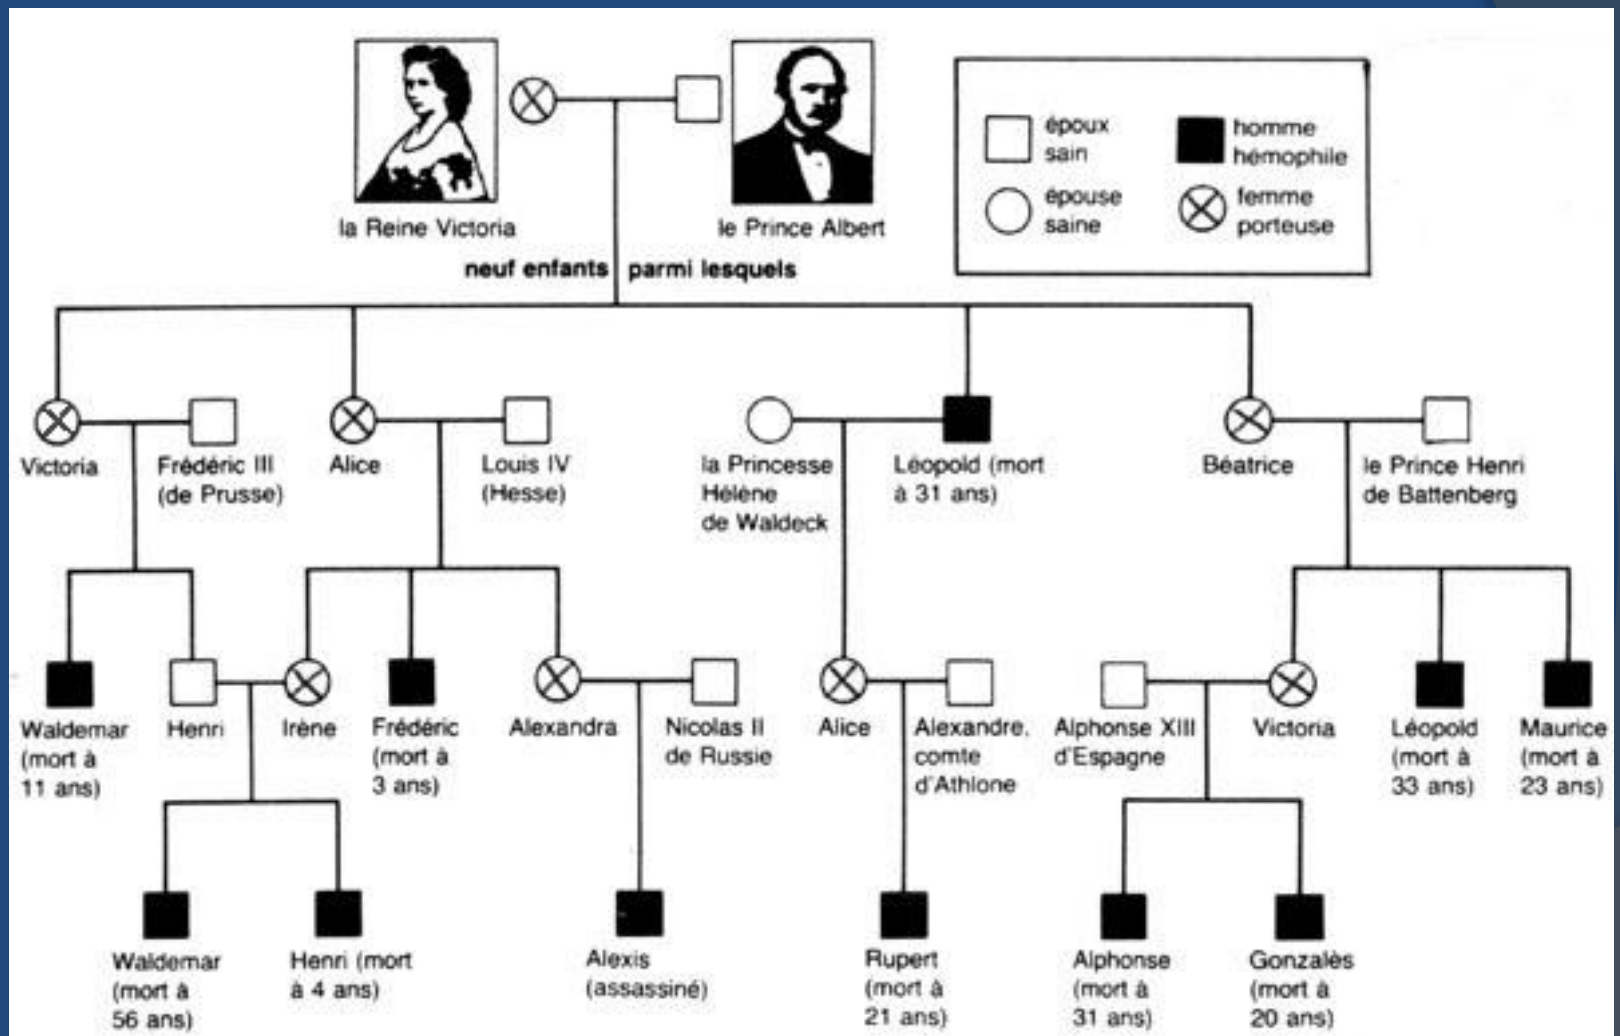 la Reine Victoria
le Prince Albert
époux
sain
homme
hémophile
épouse
saine
femme
porteuse
neuf enfants parmi lesquels
Victoria
Frédéric III
(de Prusse)
Alice
Louis IV
(Hesse)
la Princesse
Hélène
de Waldeck
Léopold (mort
à 31 ans)
Béatrice
le Prince Henri
de Battenberg
Waldemar
(mort à
11 ans)
Henri
Irène
Frédéric
(mort à
3 ans)
Alexandra
Nicolas II
de Russie
Alice
Alexandre,
comte
d'Athlone
Alphonse XIII
d'Espagne
Victoria
Léopold
(mort à
33 ans)
Maurice
(mort à
23 ans)
Waldemar
(mort à
56 ans)
Henri (mort
à 4 ans)
Alexis
(assassiné)
Rupert
(mort à
21 ans)
Alphonse
(mort à
31 ans)
Gonzalès
(mort à
20 ans)